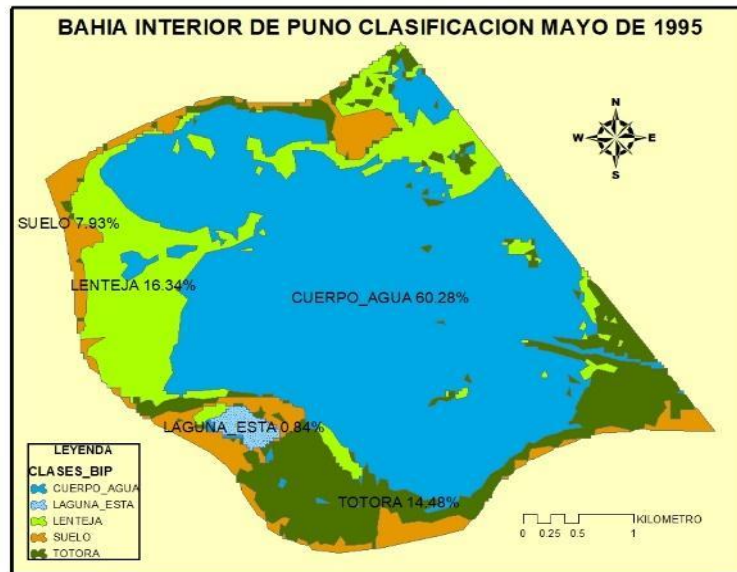 BAHIA INTERIOR DE PUNO CLASIFICACION MAYO DE 1995
N
W E
S
SUELO 7.93%
LENTEJA 16.34%
CUERPO_AGUA 60.28%
LAGUNA_ESTA 0.84%
TOTORA 14.48%
LEYENDA
CLASES_BIP
CUERPO_AGUA
LAGUNA_ESTA
LENTEJA
SUELO
TOTORA
KILOMETRO
0 0.25 0.5 1